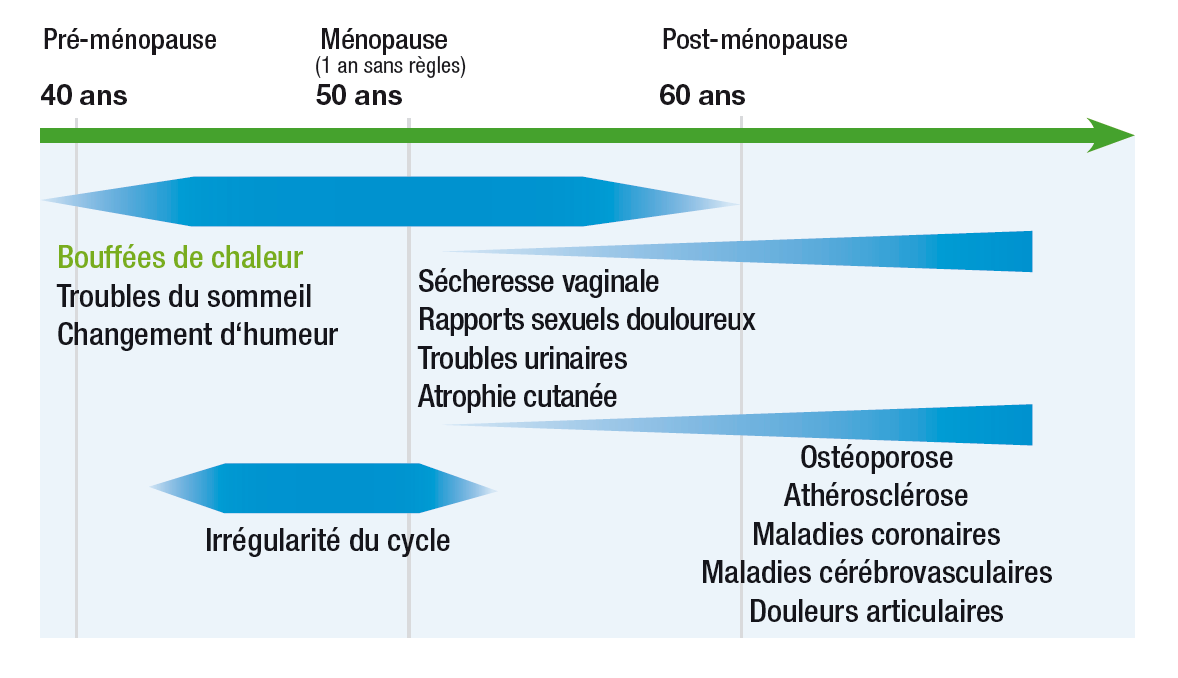 Pré-ménopause
Ménopause
(1 an sans règles)
Post-ménopause
40 ans
50 ans
60 ans
Bouffées de chaleur
Troubles du sommeil
Changement d‘humeur
Sécheresse vaginale
Rapports sexuels douloureux
Troubles urinaires
Atrophie cutanée
Irrégularité du cycle
Ostéoporose
Athérosclérose
Maladies coronaires
Maladies cérébrovasculaires
Douleurs articulaires